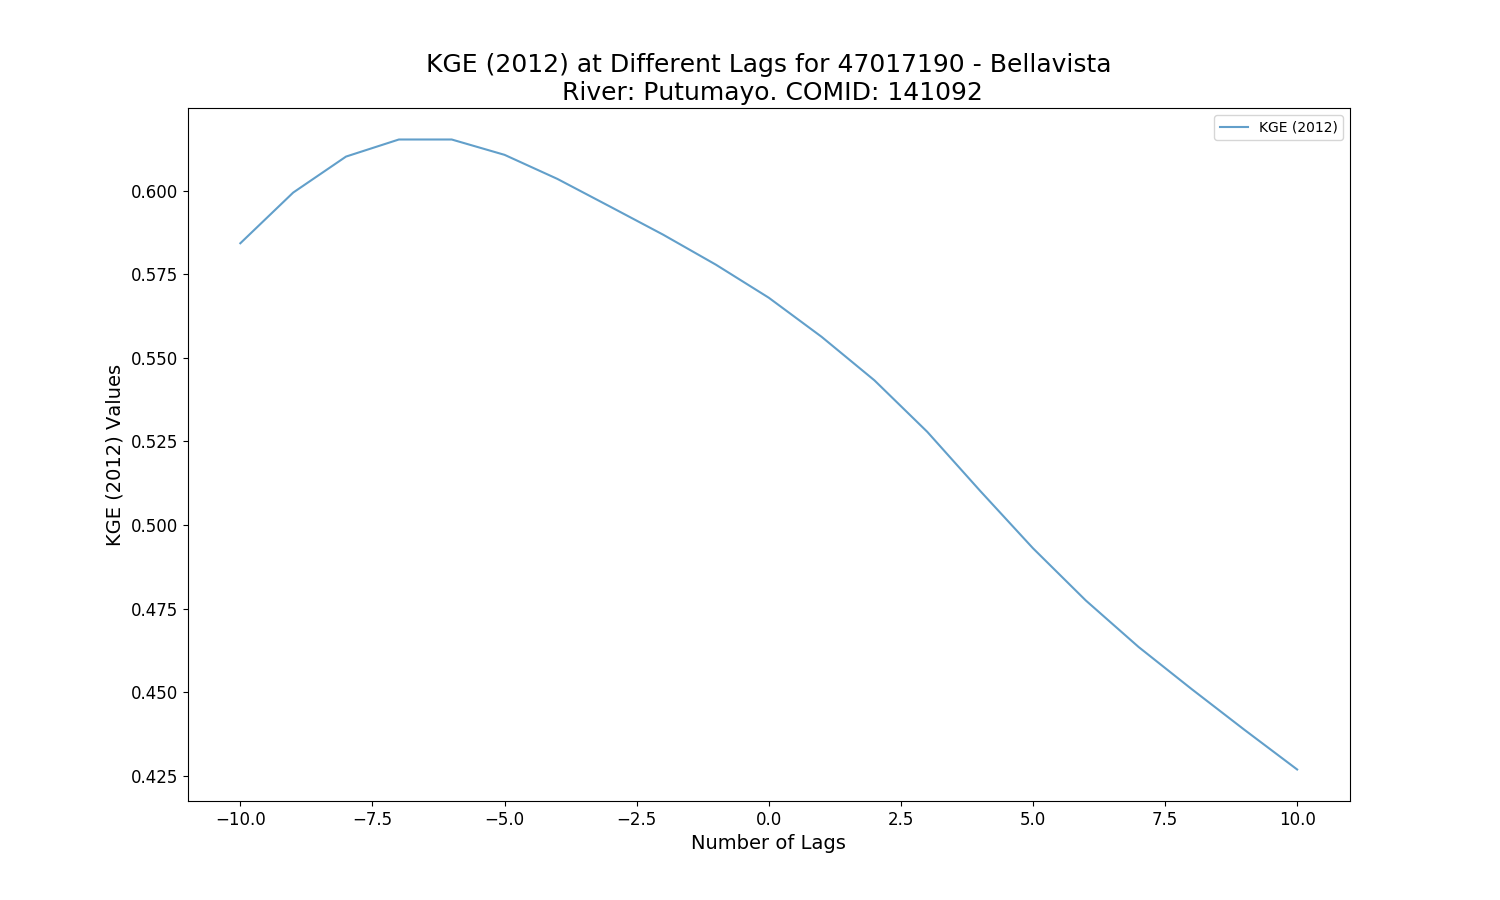 KGE (2012) at Different Lags for 47017190 - Bellavista
River: Putumayo. COMID: 141092
KGE (2012)
KGE (2012) Values
0.600
0.575
0.550
0.525
0.500
0.475
0.450
0.425
−10.0 −7.5 −5.0 −2.5 0.0 2.5 5.0 7.5 10.0
Number of Lags